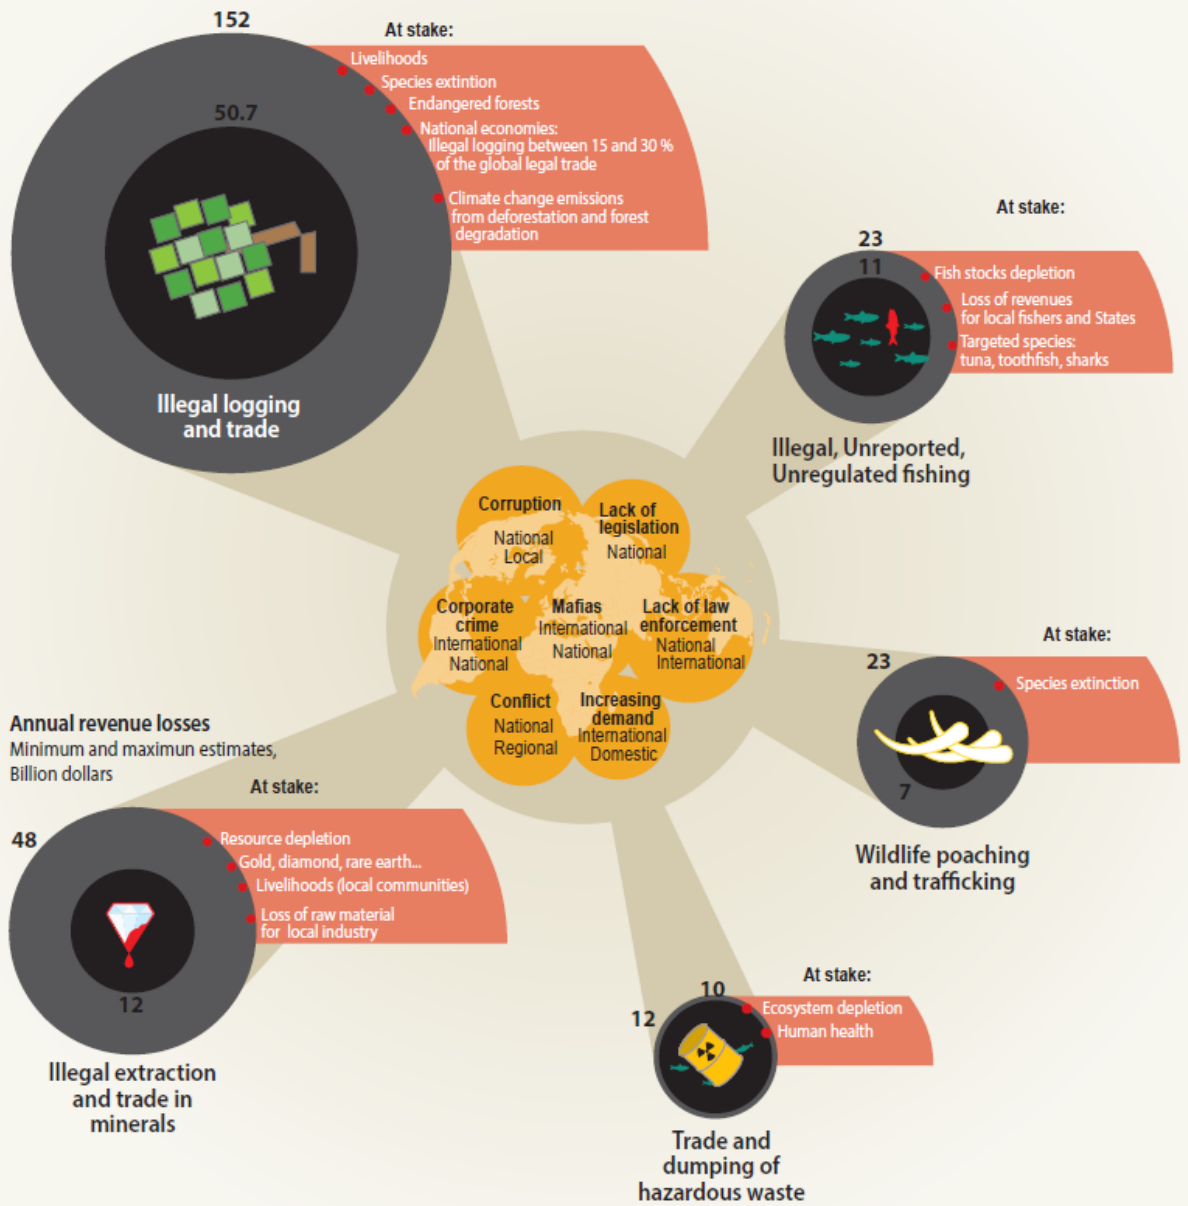 152
50.7
Illegal logging
and trade
At stake:
Livelihoods
Species extintion
Endangered forests
National economies:
Illegal logging between 15 and 30 %
of the global legal trade
Climate change emissions
from deforestation and forest
degradation
At stake:
23
11
Fish stocks depletion
Loss of revenues
for local fishers and States
Targeted species:
tuna, toothfish, sharks
Illegal, Unreported,
Unregulated fishing
Corruption
National
Local
Lack of
legislation
National
Corporate
crime
International
National
Mafias
International
National
Lack of law
enforcement
National
International
Conflict
National
Regional
Increasing
demand
International
Domestic
At stake:
23
Species extinction
7
Wildlife poaching
and trafficking
Annual revenue losses
Minimum and maximun estimates,
Billion dollars
At stake:
48
Resource depletion
Gold, diamond, rare earth...
Livelihoods (local communities)
Loss of raw material
for local industry
12
Illegal extraction
and trade in
minerals
At stake:
10
12
Ecosystem depletion
Human health
Trade and
dumping of
hazardous waste